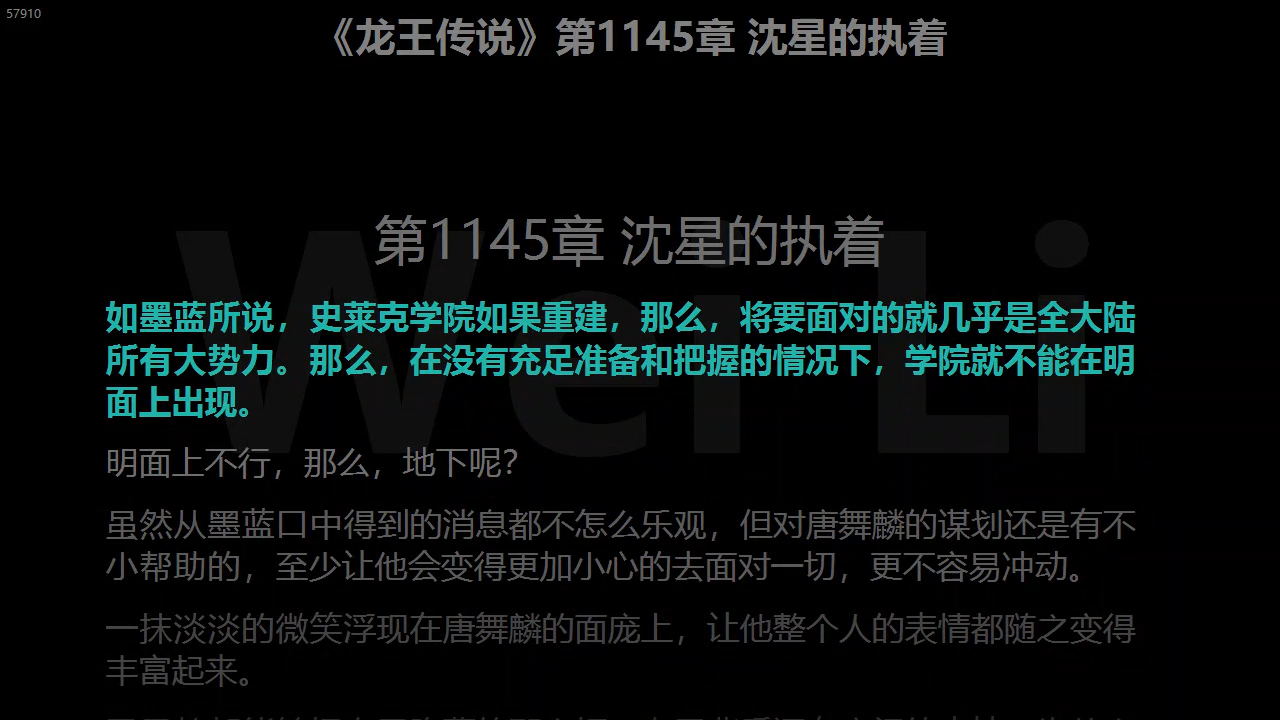 57910
《龙王传说》第1145章 沈星的执着
第1145章 沈星的执着
Wei Li
如墨蓝所说，史莱克学院如果重建，那么，将要面对的就几乎是全大陆
所有大势力。那么，在没有充足准备和把握的情况下，学院就不能在明
面上出现。
明面上不行，那么，地下呢？
虽然从墨蓝口中得到的消息都不怎么乐观，但对唐舞麟的谋划还是有不
小帮助的，至少让他会变得更加小心的去面对一切，更不容易冲动。
一抹淡淡的微笑浮现在唐舞麟的面庞上，让他整个人的表情都随之变得
丰富起来。